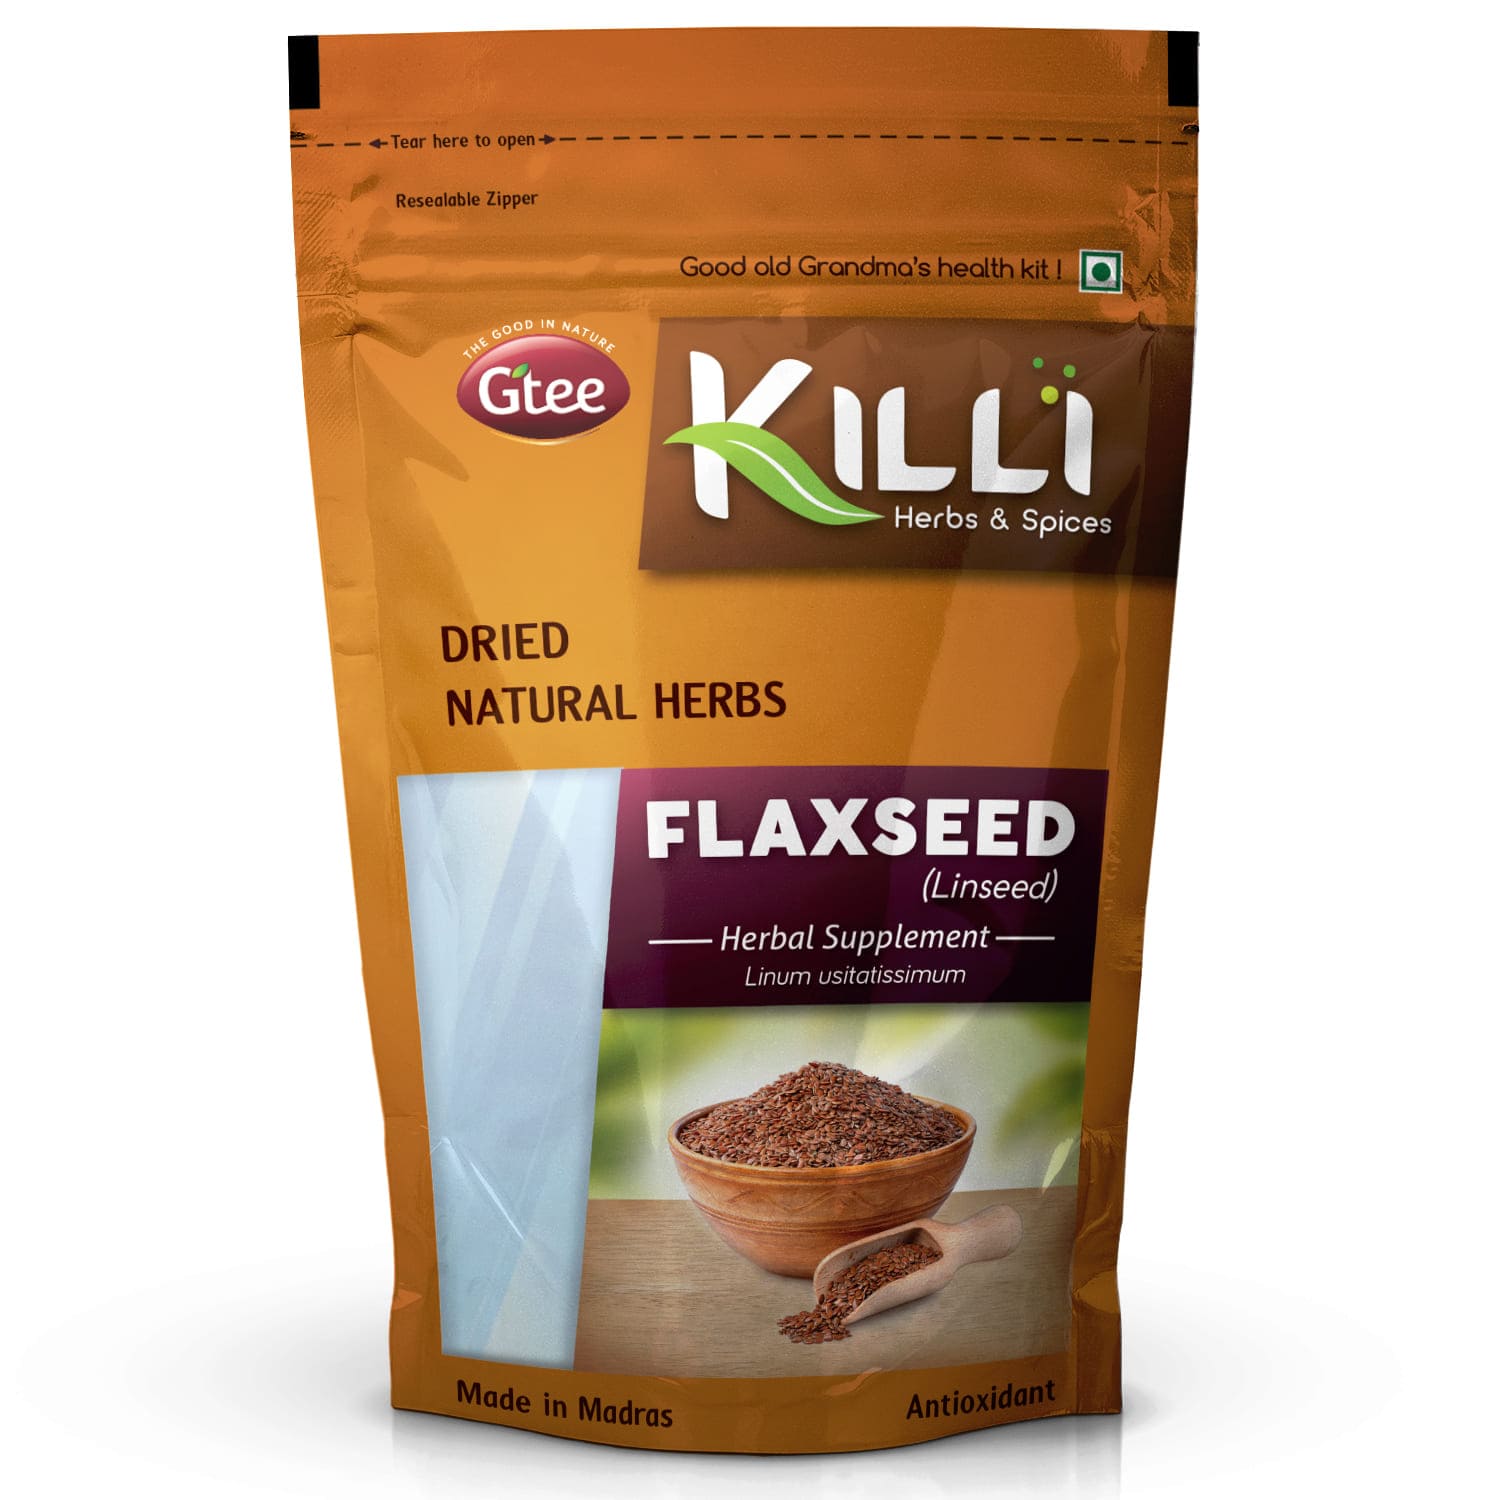 Tear here to open
Resealable Zipper
Good old Grandma's health kit !
THE GOOD IN NATURE
Gtee
KILLI
Herbs & Spices
DRIED
NATURAL HERBS
FLAXSEED
(Linseed)
Herbal Supplement
Linum usitatissimum
Made in Madras
Antioxidant